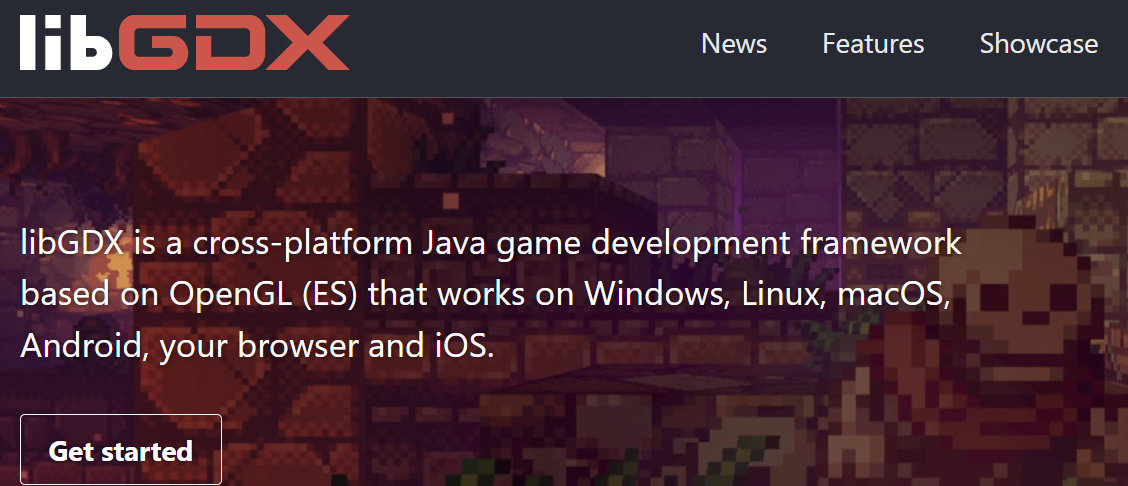 libGDX
News
Features
Showcase
libGDX is a cross-platform Java game development framework
based on OpenGL (ES) that works on Windows, Linux, macOS,
Android, your browser and iOS.
Get started